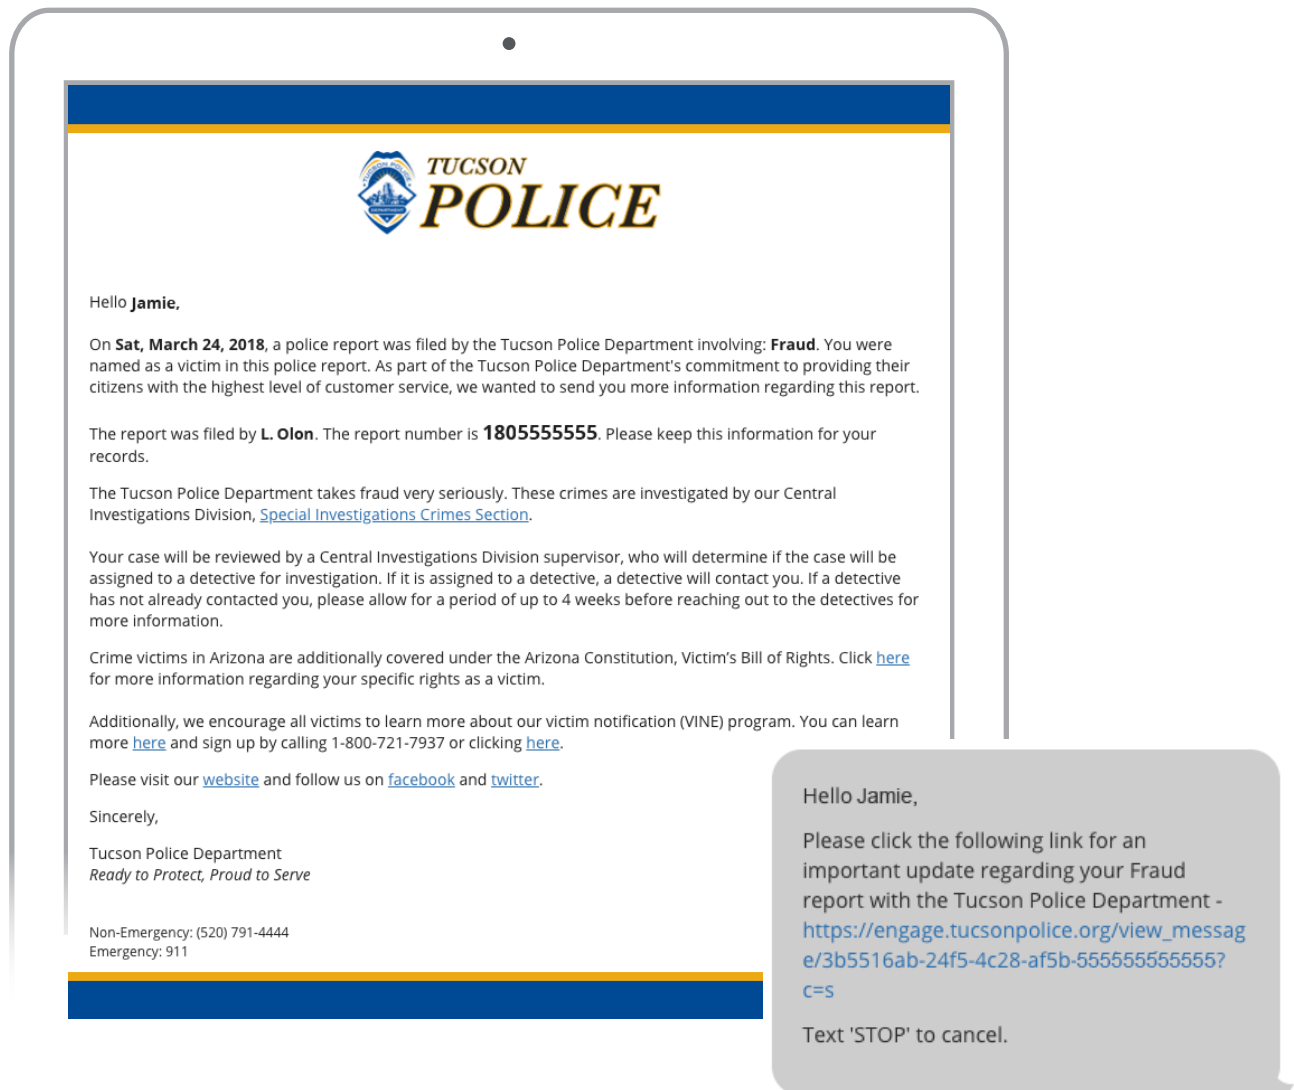 TUCSON
POLICE
Hello Jamie,
On Sat, March 24, 2018, a police report was filed by the Tucson Police Department involving: Fraud. You were
named as a victim in this police report. As part of the Tucson Police Department's commitment to providing their
citizens with the highest level of customer service, we wanted to send you more information regarding this report.
The report was filed by L. Olon. The report number is 1805555555. Please keep this information for your
records.
The Tucson Police Department takes fraud very seriously. These crimes are investigated by our Central
Investigations Division, Special Investigations Crimes Section.
Your case will be reviewed by a Central Investigations Division supervisor, who will determine if the case will be
assigned to a detective for investigation. If it is assigned to a detective, a detective will contact you. If a detective
has not already contacted you, please allow for a period of up to 4 weeks before reaching out to the detectives for
more information.
Crime victims in Arizona are additionally covered under the Arizona Constitution, Victim’s Bill of Rights. Click here
for more information regarding your specific rights as a victim.
Additionally, we encourage all victims to learn more about our victim notification (VINE) program. You can learn
more here and sign up by calling 1-800-721-7937 or clicking here.
Please visit our website and follow us on facebook and twitter.
Sincerely,
Tucson Police Department
Ready to Protect, Proud to Serve
Non-Emergency: (520) 791-4444
Emergency: 911
Hello Jamie,
Please click the following link for an
important update regarding your Fraud
report with the Tucson Police Department -
https://engage.tucsonpolice.org/view_messag
e/3b5516ab-24f5-4c28-af5b-555555555555?
c=s
Text 'STOP' to cancel.